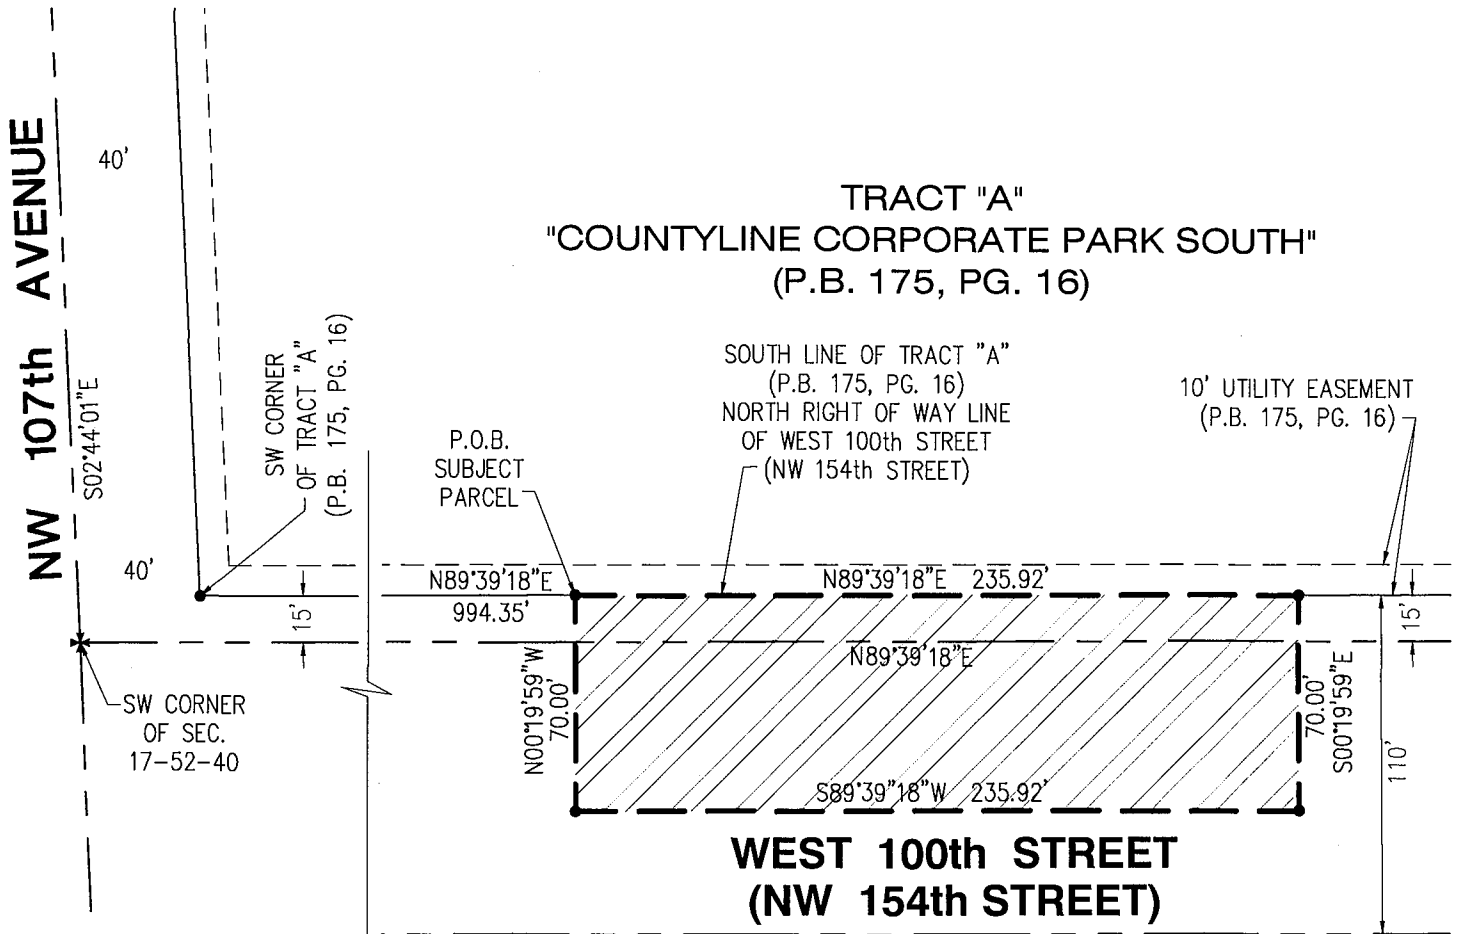 NW 107th AVENUE
40'
TRACT "A"
"COUNTYLINE CORPORATE PARK SOUTH"
(P.B. 175, PG. 16)
S02°44'01"E
SW CORNER
OF TRACT "A"
(P.B. 175, PG. 16)
SOUTH LINE OF TRACT "A"
(P.B. 175, PG. 16)
NORTH RIGHT OF WAY LINE
OF WEST 100th STREET
(NW 154th STREET)
10' UTILITY EASEMENT
(P.B. 175, PG. 16)
P.O.B.
SUBJECT
PARCEL
40'
15'
N89°39'18"E
994.35'
N89°39'18"E 235.92'
15'
N89°39'18"E
SW CORNER
OF SEC.
17-52-40
N00°19'59"W
70.00'
70.00'
S00°19'59"E
110'
S89°39"18"W 235.92'
WEST 100th STREET
(NW 154th STREET)